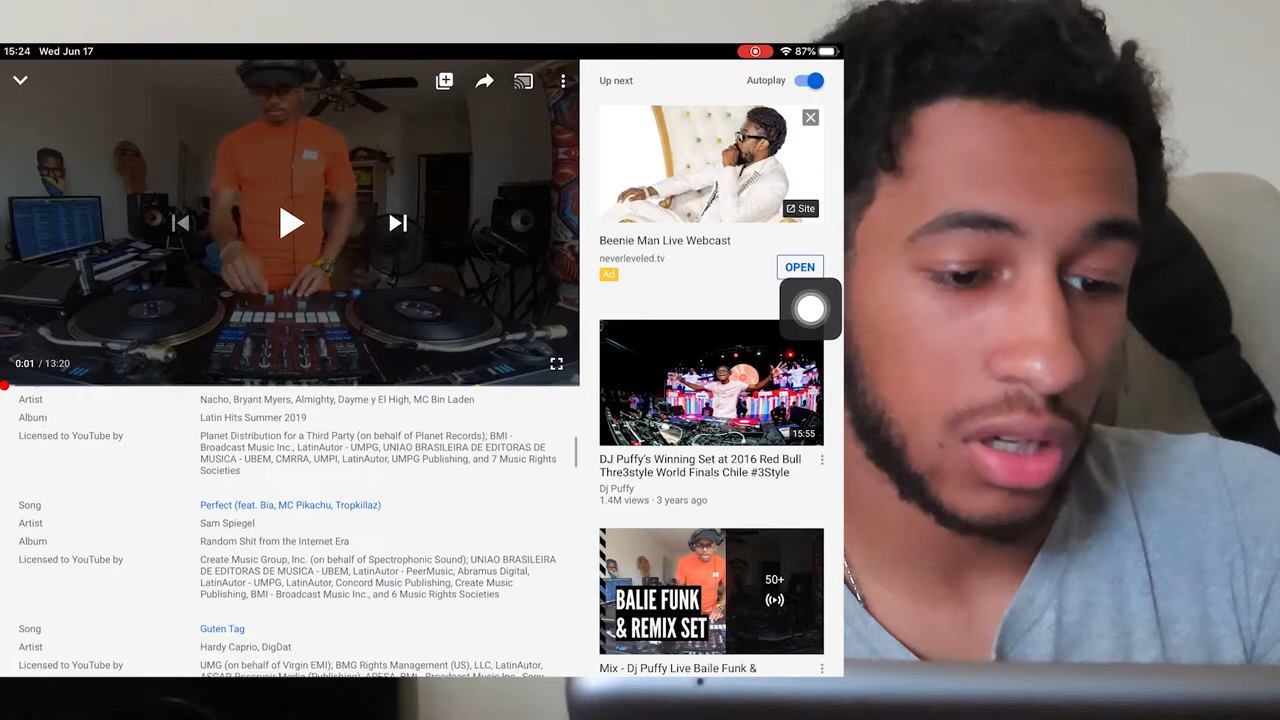 15:24 Wed Jun 17
87%
0:01 / 13:20
Artist Nacho, Bryant Myers, Almighty, Dayme y El High, MC Bin Laden
Album Latin Hits Summer 2019
Licensed to YouTube by Planet Distribution for a Third Party (on behalf of Planet Records); BMI -
Broadcast Music Inc., LatinAutor - UMPG, UNIAO BRASILEIRA DE EDITORAS DE
MUSICA - UBEM, CMRRA, UMPI, LatinAutor, UMPG Publishing, and 7 Music Rights
Societies
Song Perfect (feat. Bia, MC Pikachu, Tropkillaz)
Artist Sam Spiegel
Album Random Shit from the Internet Era
Licensed to YouTube by Create Music Group, Inc. (on behalf of Spectrophonic Sound); UNIAO BRASILEIRA
DE EDITORAS DE MUSICA - UBEM, LatinAutor - PeerMusic, Abramus Digital,
LatinAutor - UMPG, LatinAutor, Concord Music Publishing, Create Music
Publishing, BMI - Broadcast Music Inc., and 6 Music Rights Societies
Song Guten Tag
Artist Hardy Caprio, DigDat
Licensed to YouTube by UMG (on behalf of Virgin EMI); BMG Rights Management (US), LLC, LatinAutor,
Up next Autoplay
Site
Beenie Man Live Webcast
neverleveled.tv
Ad
OPEN
15:55
DJ Puffy's Winning Set at 2016 Red Bull
Thre3style World Finals Chile #3Style
Dj Puffy
1.4M views · 3 years ago
BALIE FUNK
& REMIX SET
50+
Mix - Dj Puffy Live Baile Funk &